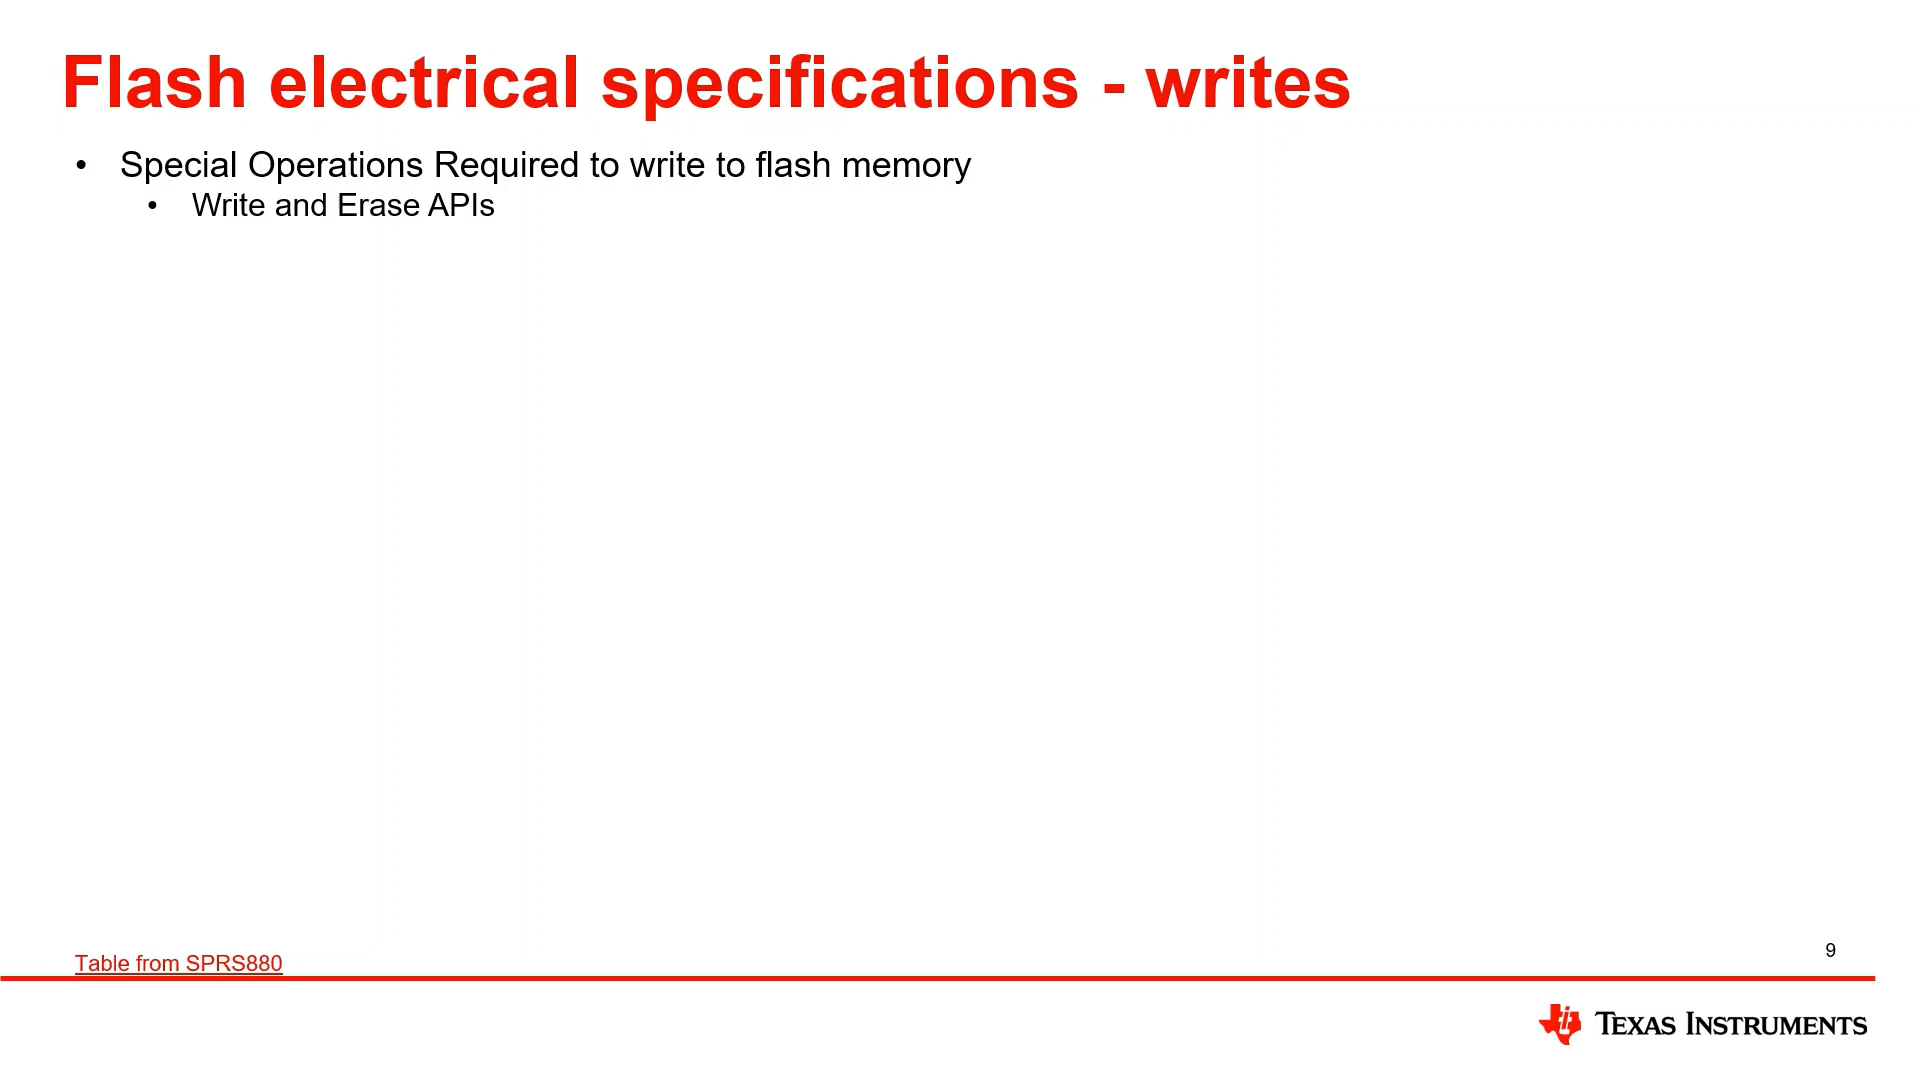 Flash electrical specifications - writes
• Special Operations Required to write to flash memory
• Write and Erase APIs
Table from SPRS880
9
TEXAS INSTRUMENTS